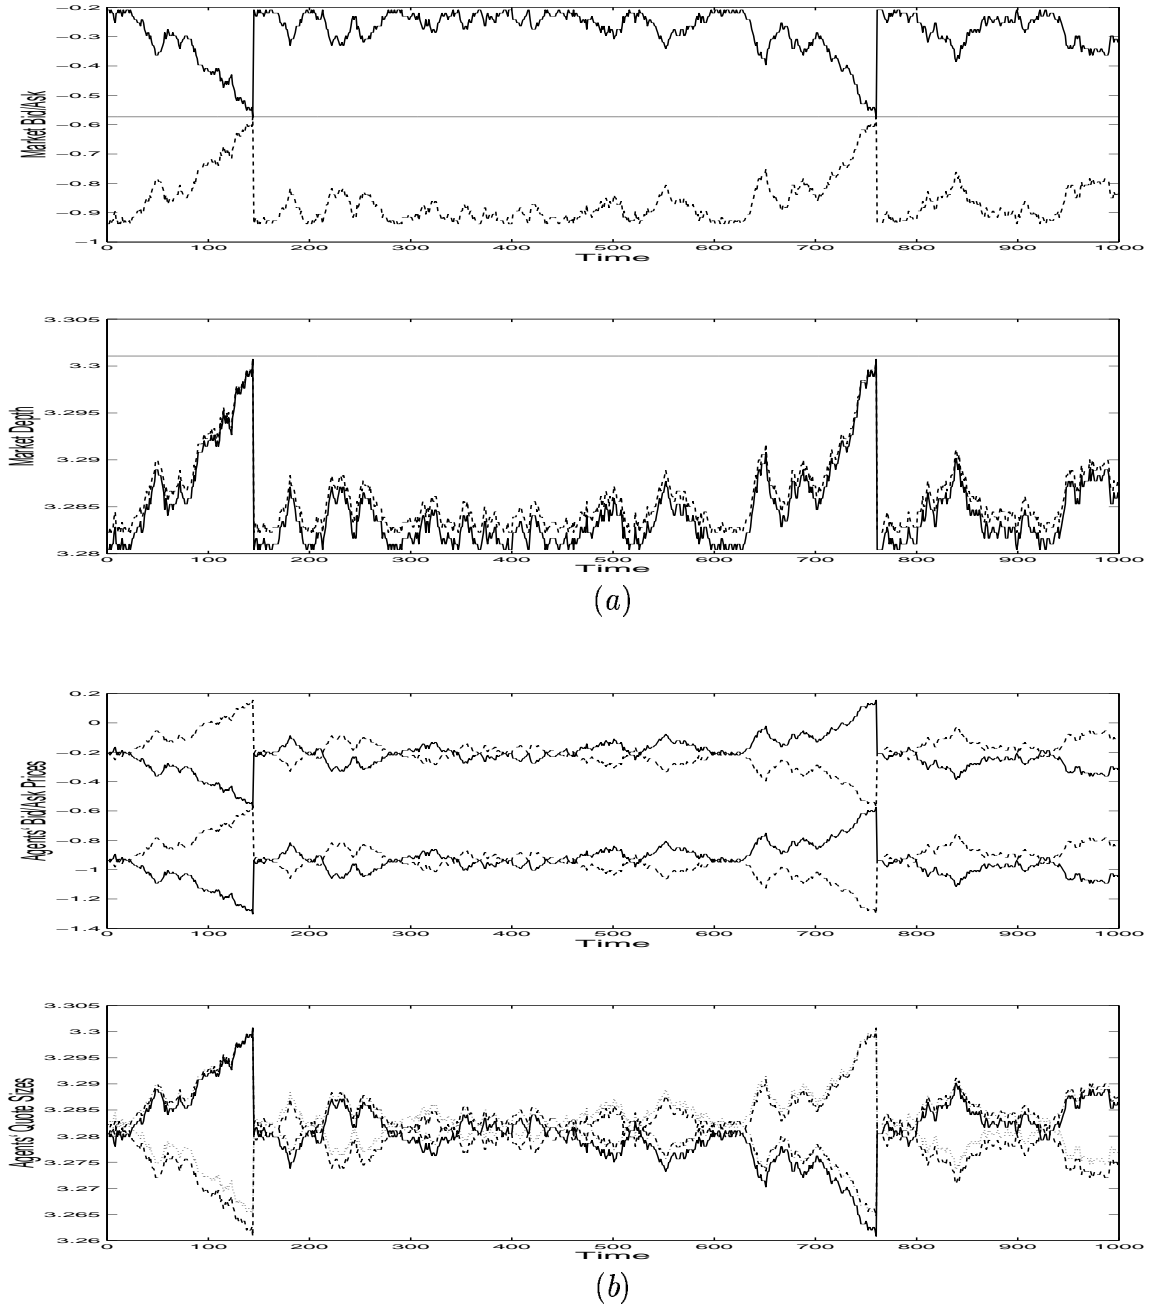 Market Bid/Ask
−0.2
−0.3
−0.4
−0.5
−0.6
−0.7
−0.8
−0.9
−1
0 100 200 300 400 500 600 700 800 900 1000
Time
Market Depth
3.305
3.3
3.295
3.29
3.285
3.28
0 100 200 300 400 500 600 700 800 900 1000
Time
(a)
Agents' Bid/Ask Prices
0.2
0
−0.2
−0.4
−0.6
−0.8
−1
−1.2
−1.4
0 100 200 300 400 500 600 700 800 900 1000
Time
Agents' Quote Sizes
3.305
3.3
3.295
3.29
3.285
3.28
3.275
3.27
3.265
3.26
0 100 200 300 400 500 600 700 800 900 1000
Time
(b)